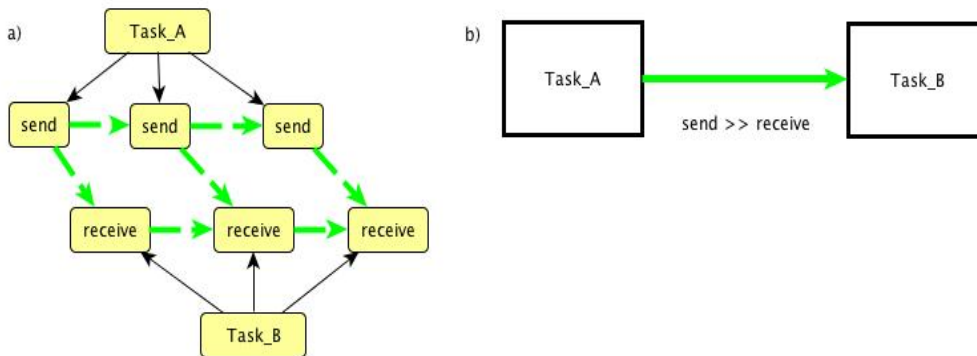 a)
Task_A
send
send
send
receive
receive
receive
Task_B
b)
Task_A
Task_B
send >> receive